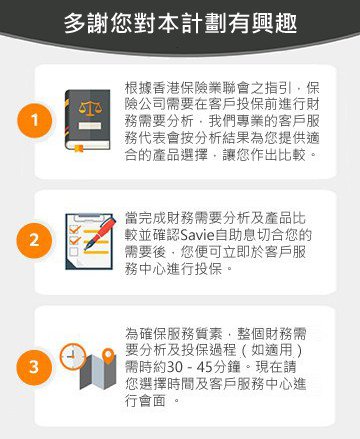 多謝您對本計劃有興趣
1
根據香港保險業聯會之指引，保
險公司需要在客戶投保前進行財
務需要分析，我們專業的客戶服
務代表會按分析結果為您提供適
合的產品選擇，讓您作出比較。
2
當完成財務需要分析及產品比
較並確認Savie自助息切合您的
需要後，您便可立即於客戶服
務中心進行投保。
3
為確保服務質素，整個財務需
要分析及投保過程（如適用）
需時約30 - 45分鐘。現在請
您選擇時間及客戶服務中心進
行會面 。